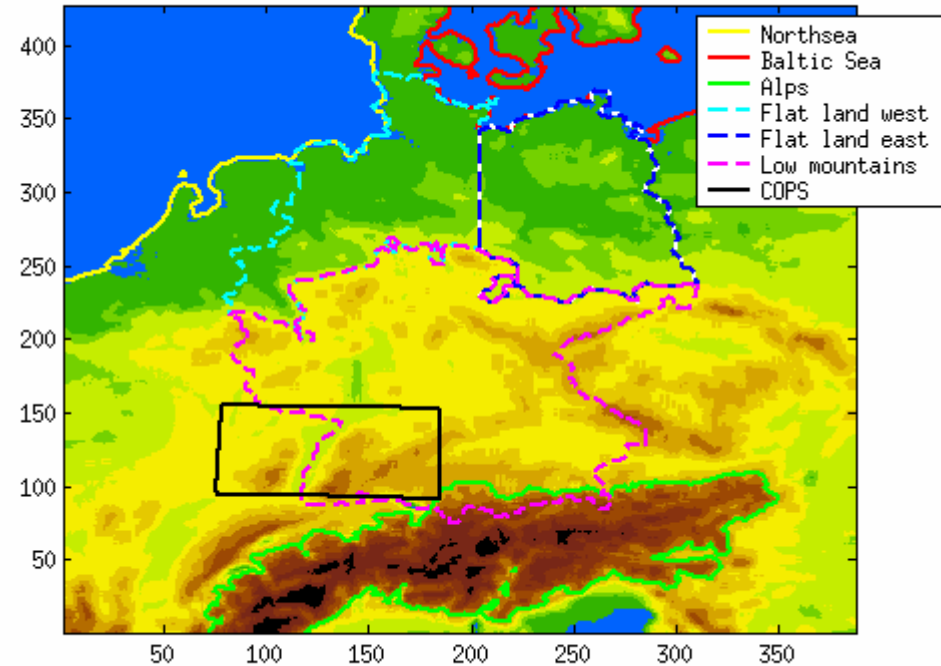 400
350
300
250
200
150
100
50
50 100 150 200 250 300 350
Northsea
Baltic Sea
Alps
Flat land west
Flat land east
Low mountains
COPS